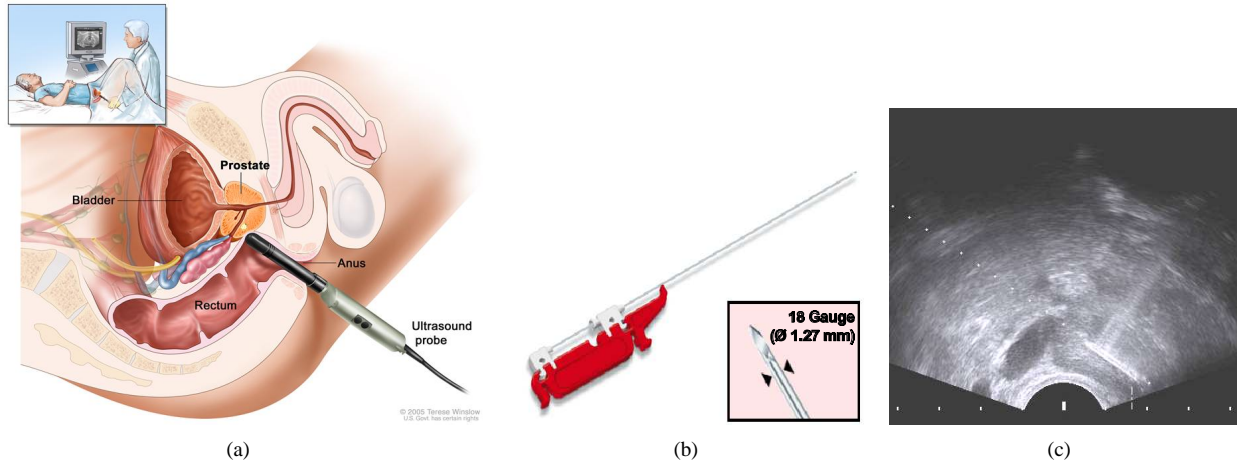 Prostate
Bladder
Anus
Rectum
Ultrasound
probe
© 2005 Terese Winslow
U.S. Govt. has certain rights
18 Gauge
(Ø 1.27 mm)
(a)
(b)
(c)